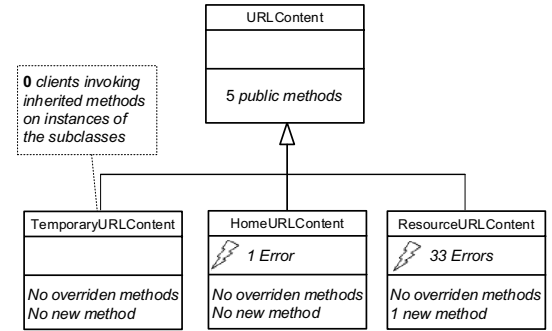 URLContent
5 public methods
0 clients invoking
inherited methods
on instances of
the subclasses
TemporaryURLContent
No overriden methods
No new method
HomeURLContent
1 Error
No overriden methods
No new method
ResourceURLContent
33 Errors
No overriden methods
1 new method